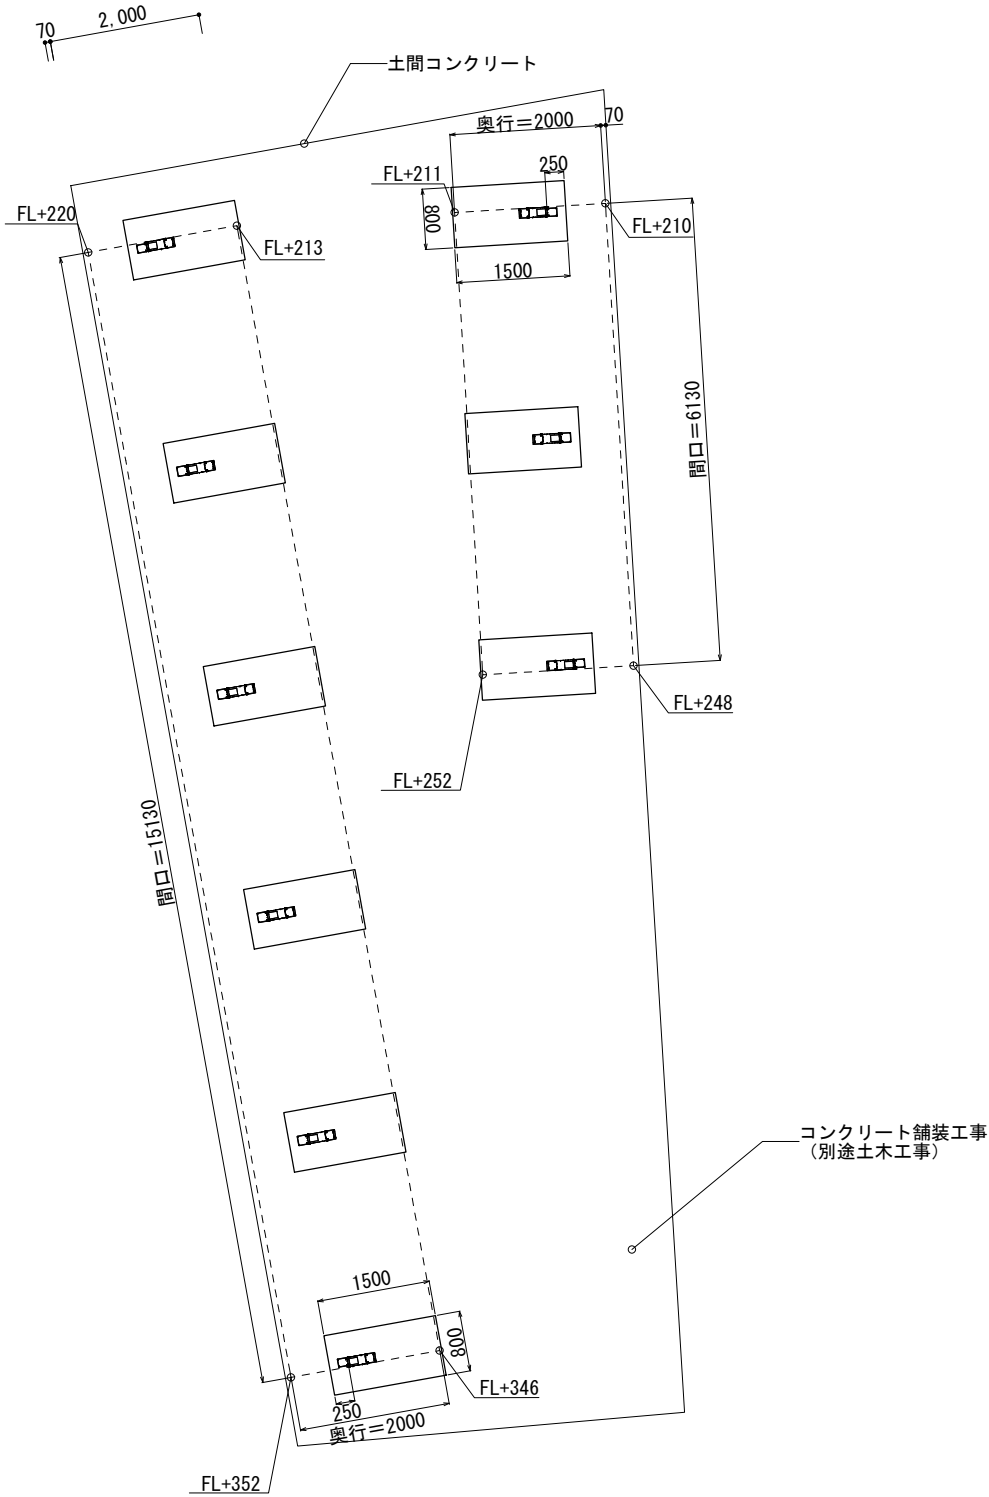 70
2,000
土間コンクリート
奥行＝2000
70
250
FL+211
800
FL+220
FL+213
FL+210
1500
間口＝6130
FL+248
FL+252
間口＝15130
コンクリート舗装工事
（別途土木工事）
1500
800
FL+346
250
奥行＝2000
FL+352